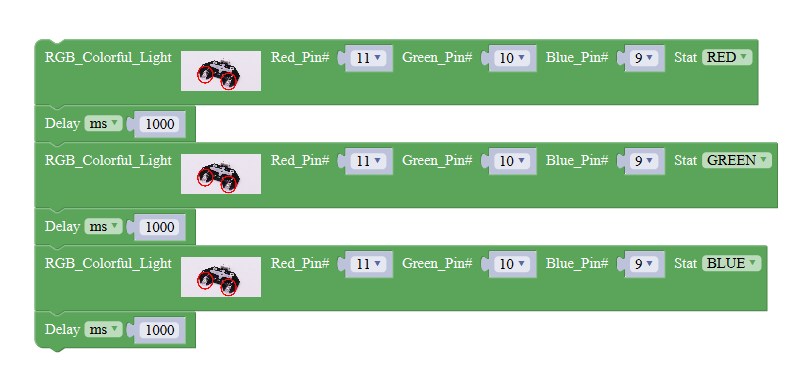 RGB_Colorful_Light Red_Pin# 11 Green_Pin# 10 Blue_Pin# 9 Stat RED
Delay ms 1000
RGB_Colorful_Light Red_Pin# 11 Green_Pin# 10 Blue_Pin# 9 Stat GREEN
Delay ms 1000
RGB_Colorful_Light Red_Pin# 11 Green_Pin# 10 Blue_Pin# 9 Stat BLUE
Delay ms 1000